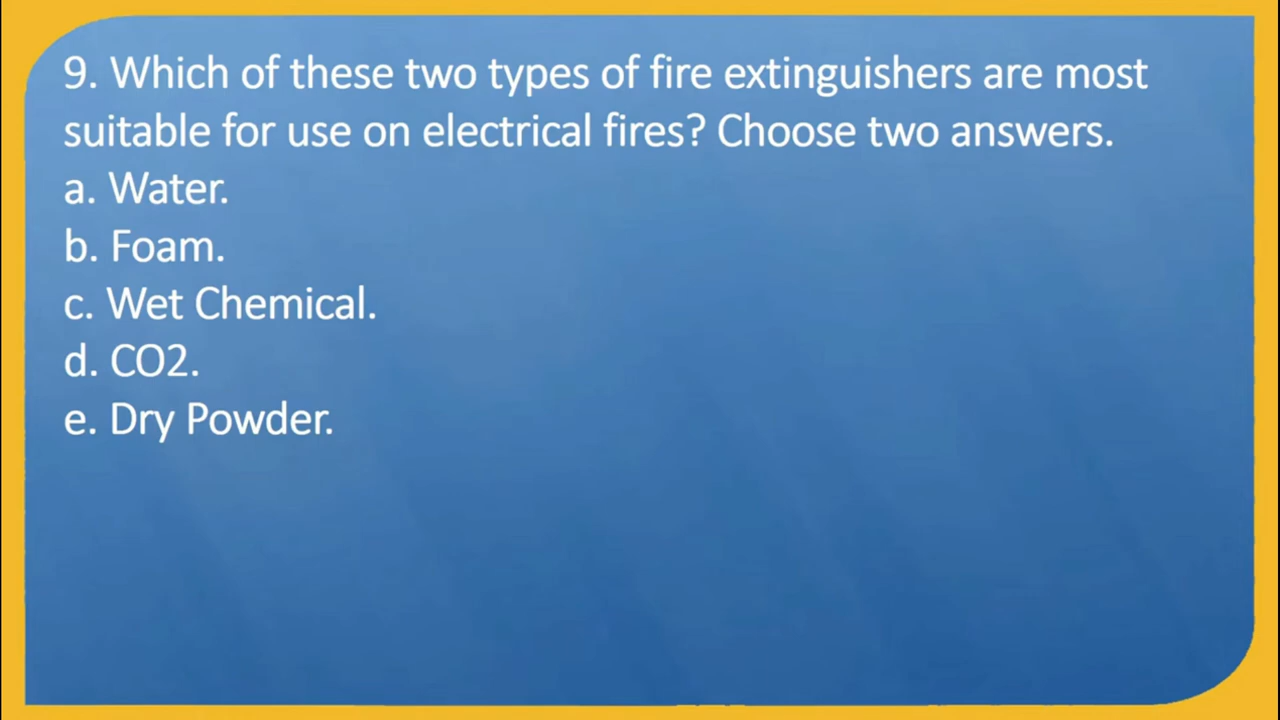 9. Which of these two types of fire extinguishers are most
suitable for use on electrical fires? Choose two answers.
a. Water.
b. Foam.
c. Wet Chemical.
d. CO2.
e. Dry Powder.